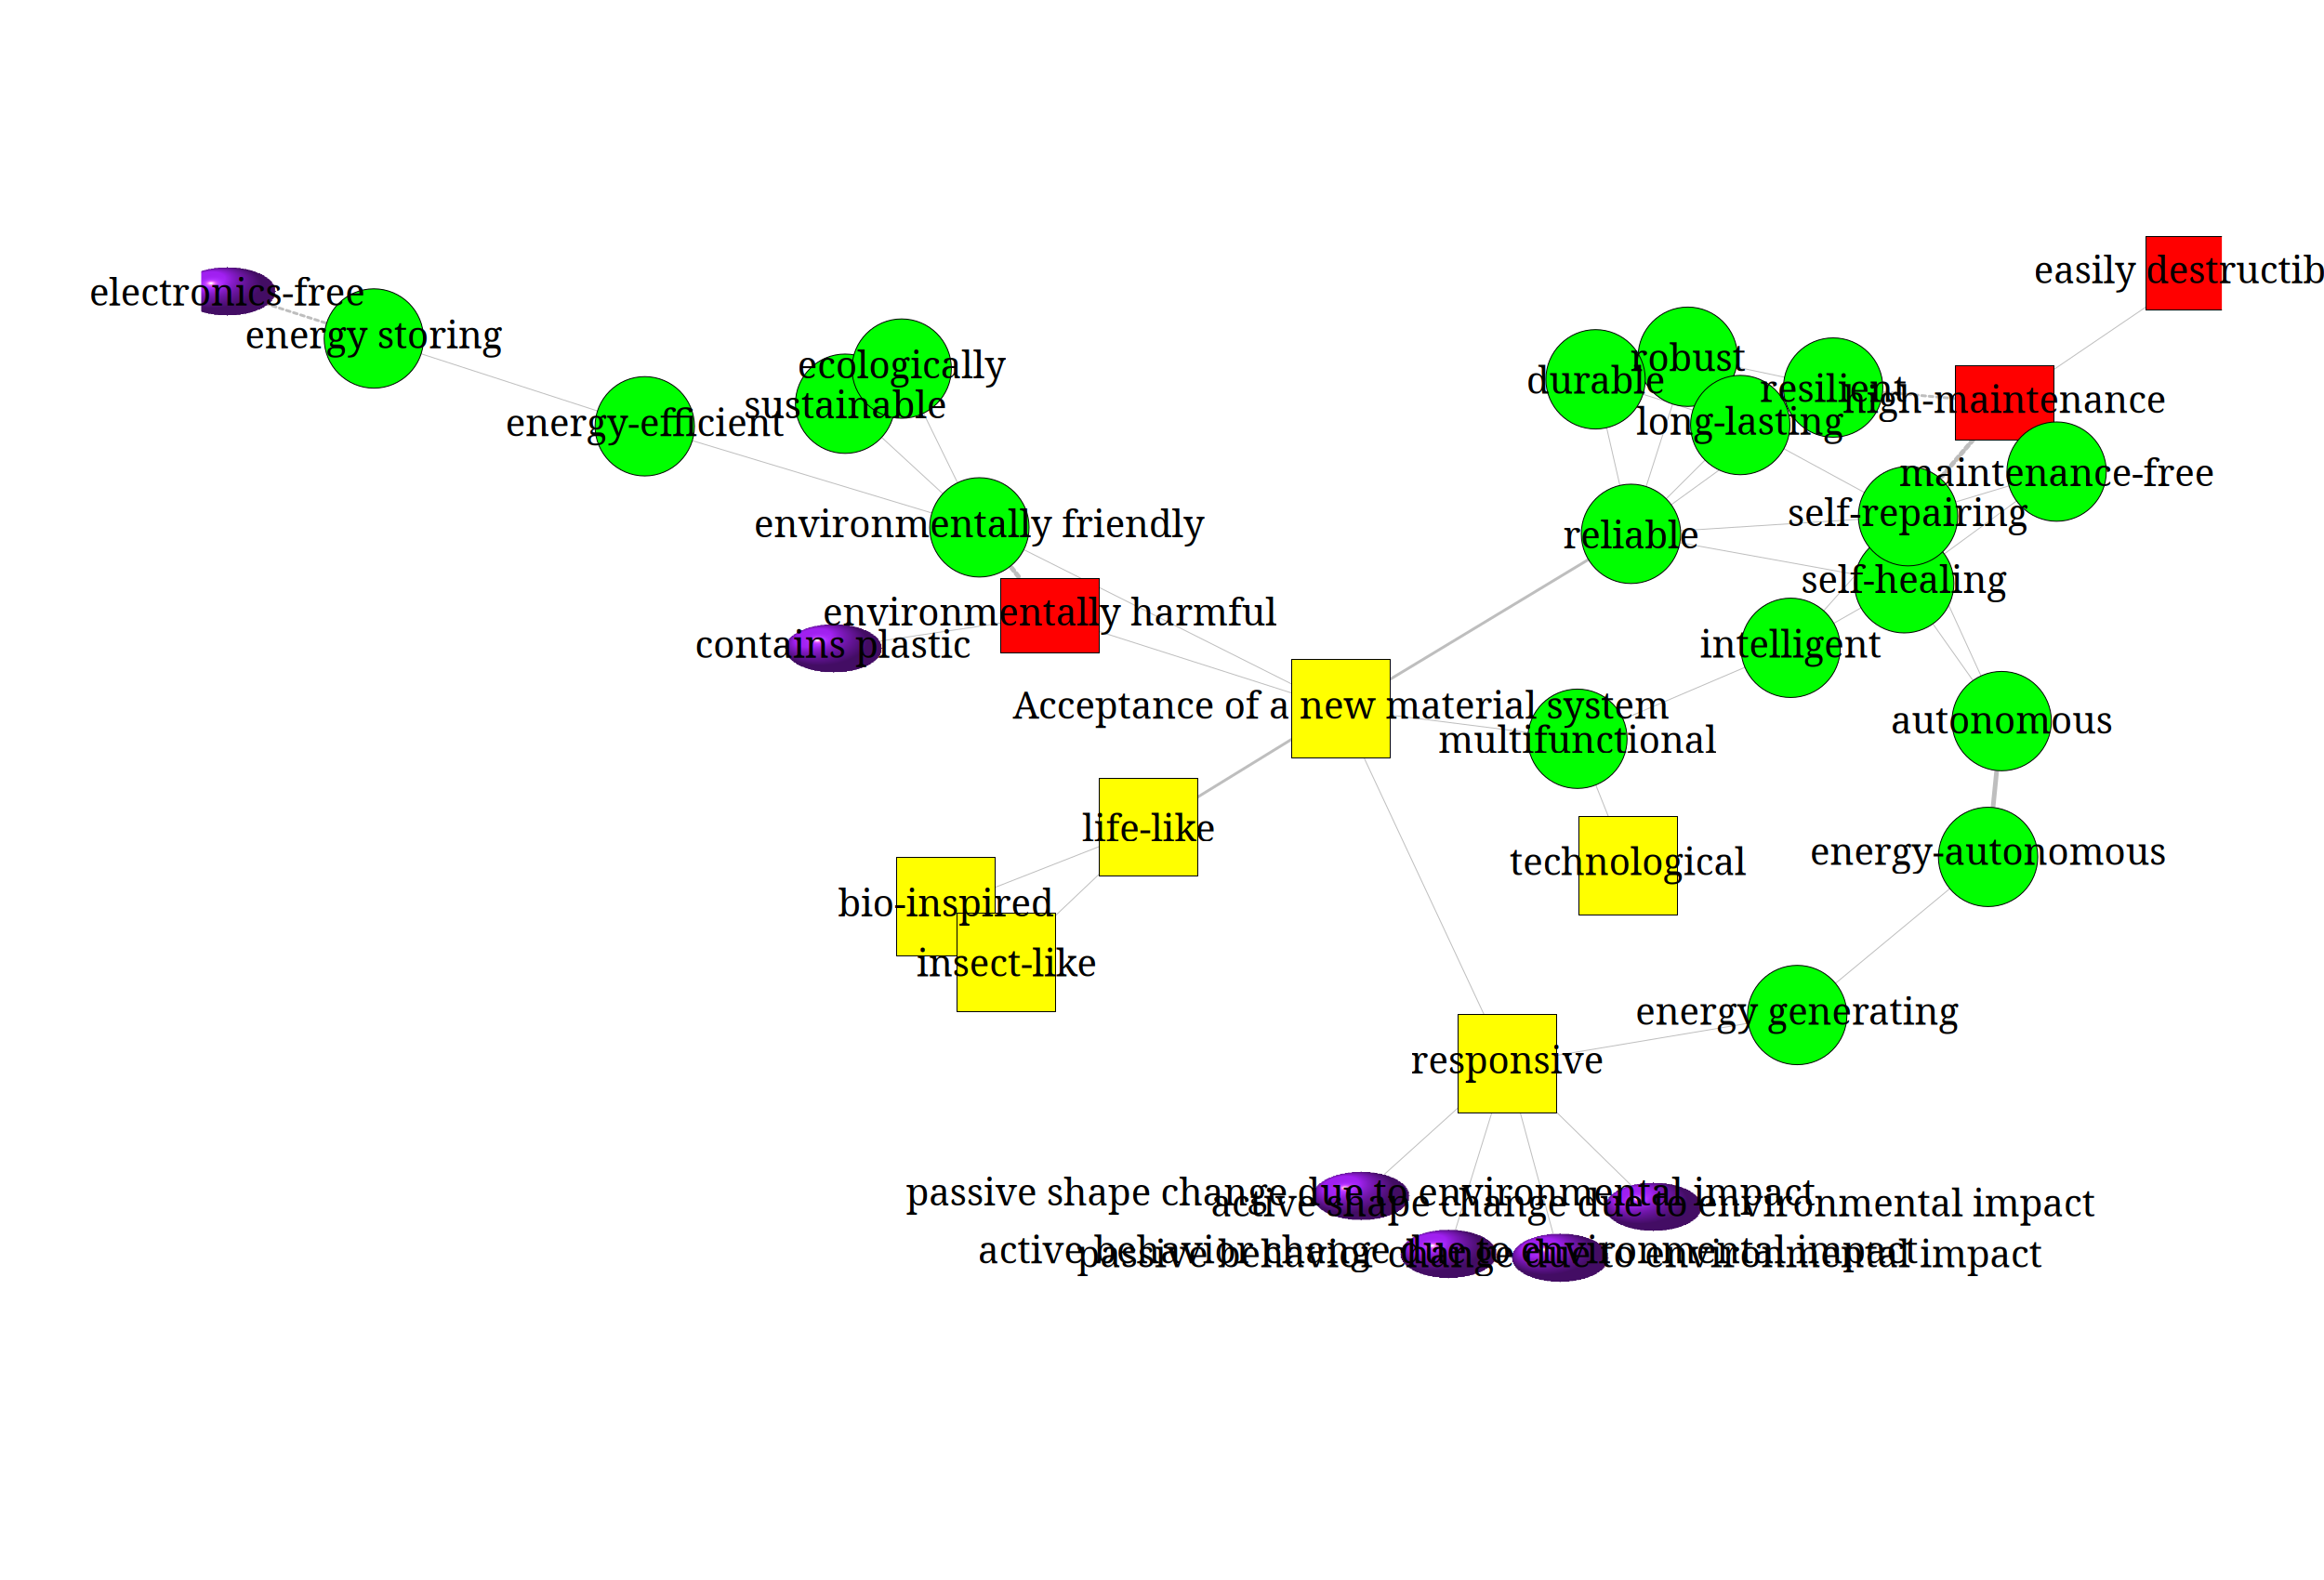 easily destructib
electronics-free
energy storing
robust
ecologically
durable
resilient
high-maintenance
sustainable
long-lasting
energy-efficient
maintenance-free
self-repairing
environmentally friendly
reliable
self-healing
environmentally harmful
contains plastic
intelligent
Acceptance of a new material system
autonomous
multifunctional
life-like
energy-autonomous
technological
bio-inspired
insect-like
energy generating
responsive
passive shape change due to environmental impact
active shape change due to environmental impact
active behavior change due to environmental impact
passive behavior change due to environmental impact